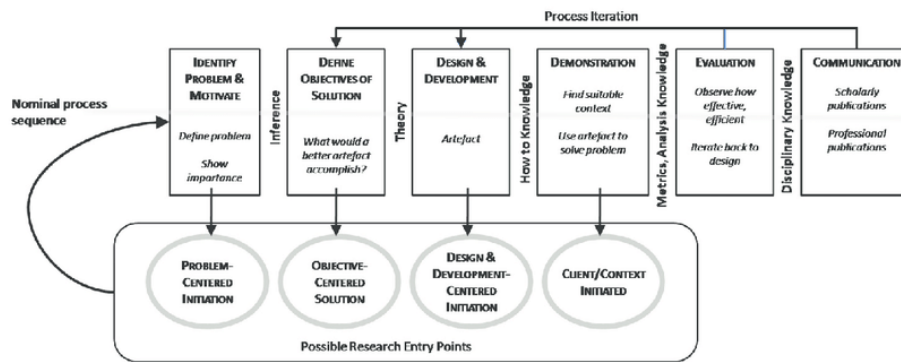 Process Iteration
Nominal process
sequence
IDENTIFY
PROBLEM &
MOTIVATE
Define problem
Show
importance
Inference
DEFINE
OBJECTIVES OF
SOLUTION
What would a
better artefact
accomplish?
Theory
DESIGN &
DEVELOPMENT
Artefact
How to Knowledge
DEMONSTRATION
Find suitable
context
Use artefact to
solve problem
Metrics, Analysis Knowledge
EVALUATION
Observe how
effective,
efficient
Iterate back to
design
Disciplinary Knowledge
COMMUNICATION
Scholarly
publications
Professional
publications
PROBLEM-
CENTERED
INITIATION
OBJECTIVE-
CENTERED
SOLUTION
DESIGN &
DEVELOPMENT-
CENTERED
INITIATION
CLIENT/CONTEXT
INITIATED
Possible Research Entry Points